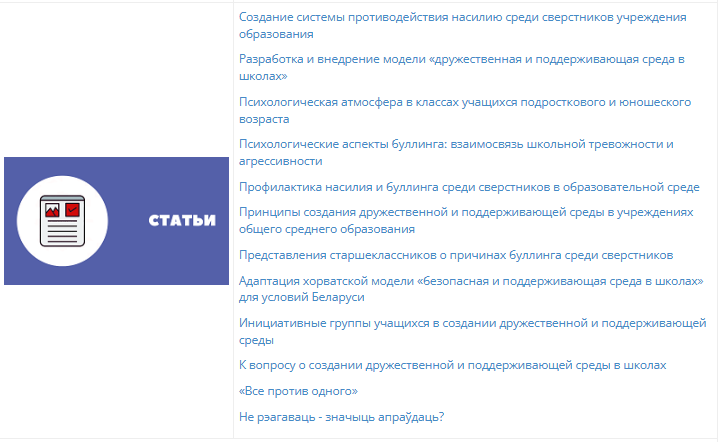 СТАТЬИ
Создание системы противодействия насилию среди сверстников учреждения
образования
Разработка и внедрение модели «дружественная и поддерживающая среда в
школах»
Психологическая атмосфера в классах учащихся подросткового и юношеского
возраста
Психологические аспекты буллинга: взаимосвязь школьной тревожности и
агрессивности
Профилактика насилия и буллинга среди сверстников в образовательной среде
Принципы создания дружественной и поддерживающей среды в учреждениях
общего среднего образования
Представления старшеклассников о причинах буллинга среди сверстников
Адаптация хорватской модели «безопасная и поддерживающая среда в школах»
для условий Беларуси
Инициативные группы учащихся в создании дружественной и поддерживающей
среды
К вопросу о создании дружественной и поддерживающей среды в школах
«Все против одного»
Не рэагаваць - значыць апраўдаць?